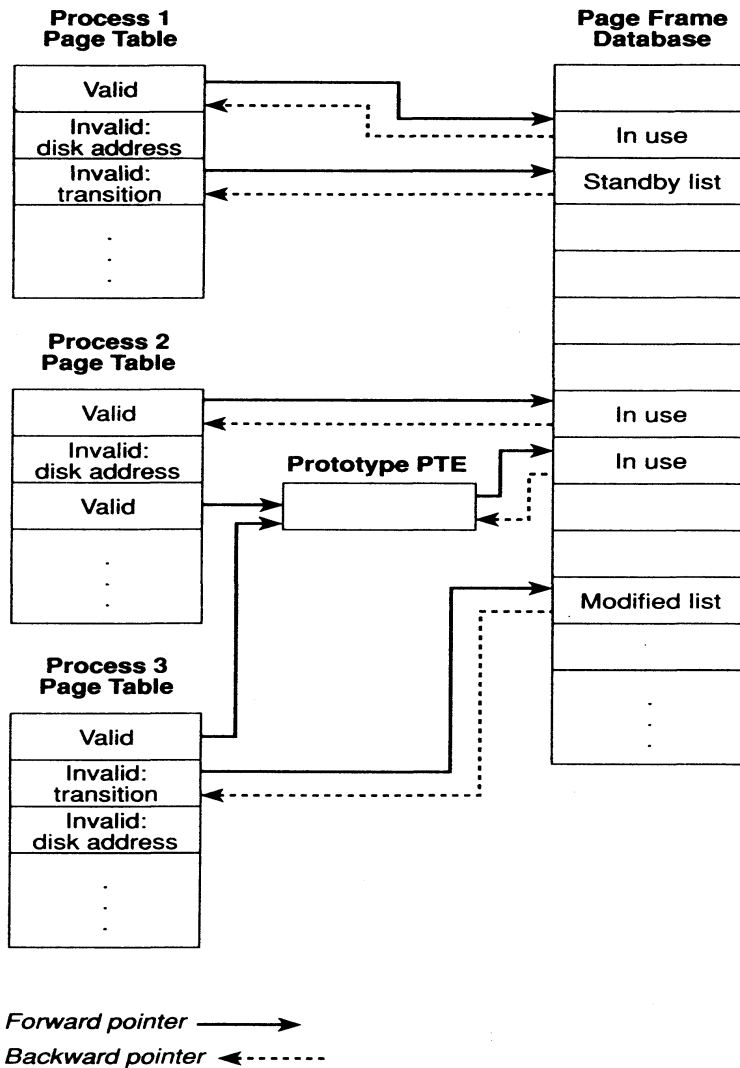 Process 1
Page Table
Valid
Invalid:
disk address
Invalid:
transition
Process 2
Page Table
Valid
Invalid:
disk address
Valid
Process 3
Page Table
Valid
Invalid:
transition
Invalid:
disk address
Prototype PTE
Page Frame
Database
In use
Standby list
In use
In use
Modified list
Forward pointer
Backward pointer